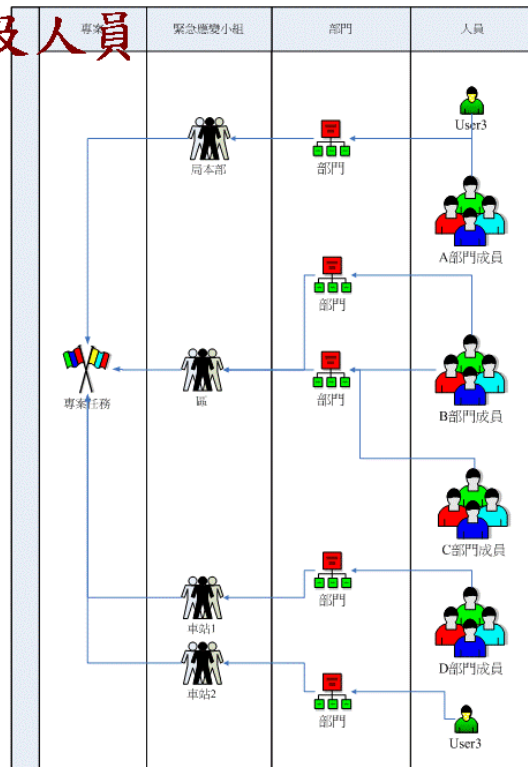 及人員
專案
緊急應變小組
部門
人員
User3
局本部
部門
A部門成員
部門
專案任務
區
部門
B部門成員
C部門成員
車站1
部門
D部門成員
車站2
部門
User3